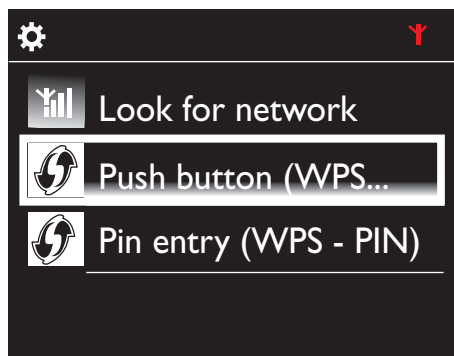 Look for network
Push button (WPS...
Pin entry (WPS - PIN)